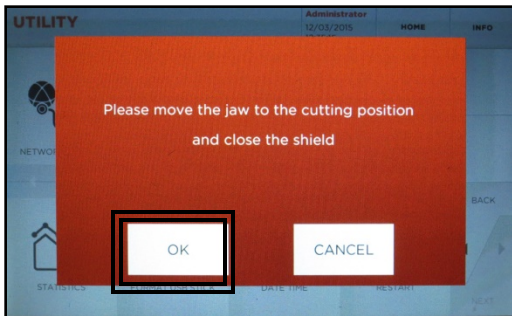 UTILITY
Administrator
12/03/2015
HOME
INFO
Please move the jaw to the cutting position
and close the shield
OK
CANCEL
BACK
STATISTICS
DATE TIME
RESTART
NEXT